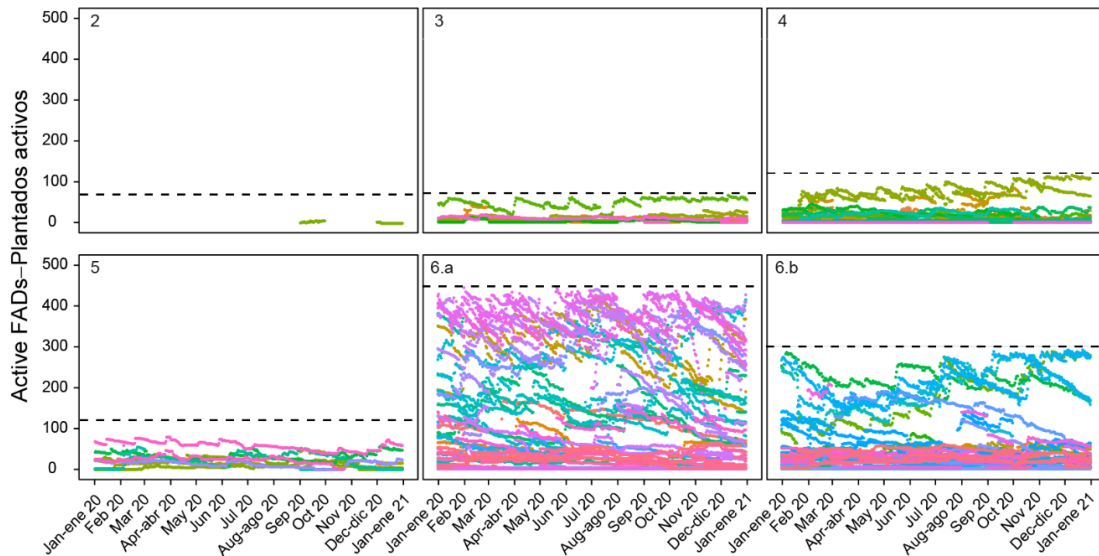 Active FADs–Plantados activos
2
3
4
500
400
300
200
100
0
5
6.a
6.b
500
400
300
200
100
0
Jan-ene 20
Feb 20
Mar 20
Apr-abr 20
May 20
Jun 20
Jul 20
Aug-ago 20
Sep 20
Oct 20
Nov 20
Dec-dic 20
Jan-ene 21
Jan-ene 20
Feb 20
Mar 20
Apr-abr 20
May 20
Jun 20
Jul 20
Aug-ago 20
Sep 20
Oct 20
Nov 20
Dec-dic 20
Jan-ene 21
Jan-ene 20
Feb 20
Mar 20
Apr-abr 20
May 20
Jun 20
Jul 20
Aug-ago 20
Sep 20
Oct 20
Nov 20
Dec-dic 20
Jan-ene 21